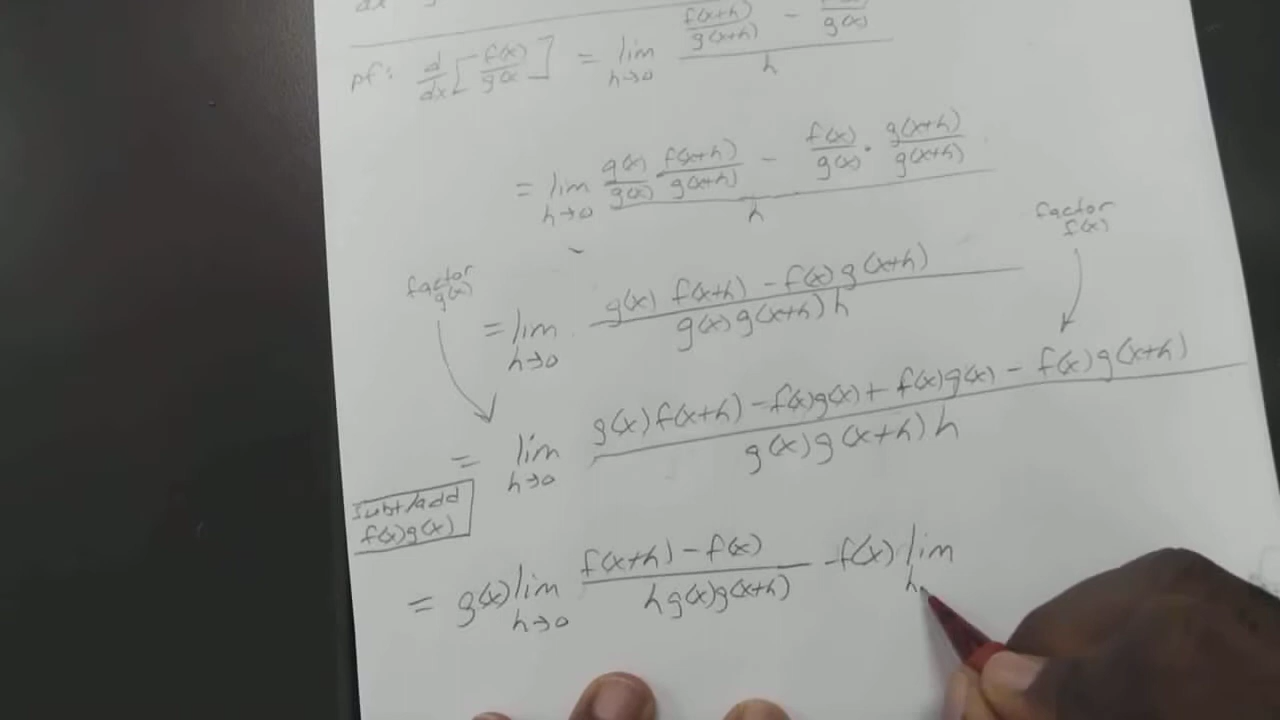 f(x+h)/g(x+h) - /g(x)
pf: d/dx [f(x)/g(x)] = lim h→0 h
= lim h→0 g(x)/g(x) f(x+h)/g(x+h) - f(x)/g(x) · g(x+h)/g(x+h)
h
factor f(x)
factor g(x)
= lim h→0 g(x) f(x+h) - f(x) g(x+h)
g(x) g(x+h) h
= lim h→0 g(x) f(x+h) - f(x)g(x) + f(x)g(x) - f(x)g(x+h)
g(x) g(x+h) h
subt/add
f(x)g(x)
= g(x) lim h→0 f(x+h) - f(x) / h g(x)g(x+h) - f(x) lim h